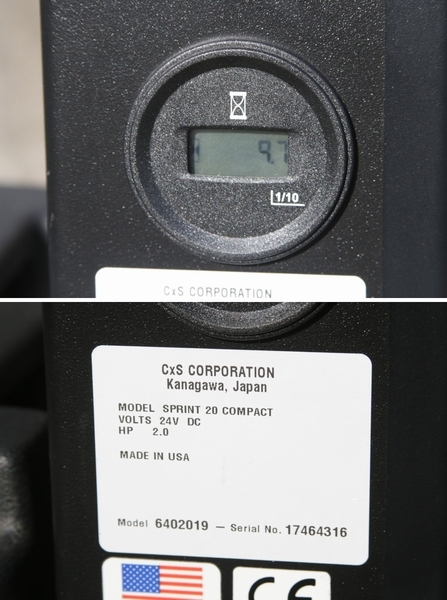 9.7
1/10
CxS CORPORATION
CxS CORPORATION
Kanagawa, Japan
MODEL SPRINT 20 COMPACT
VOLTS 24V DC
HP 2.0
MADE IN USA
Model 6402019 – Serial No. 17464316
CE